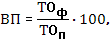 ВП = ТОф / ТОп · 100,